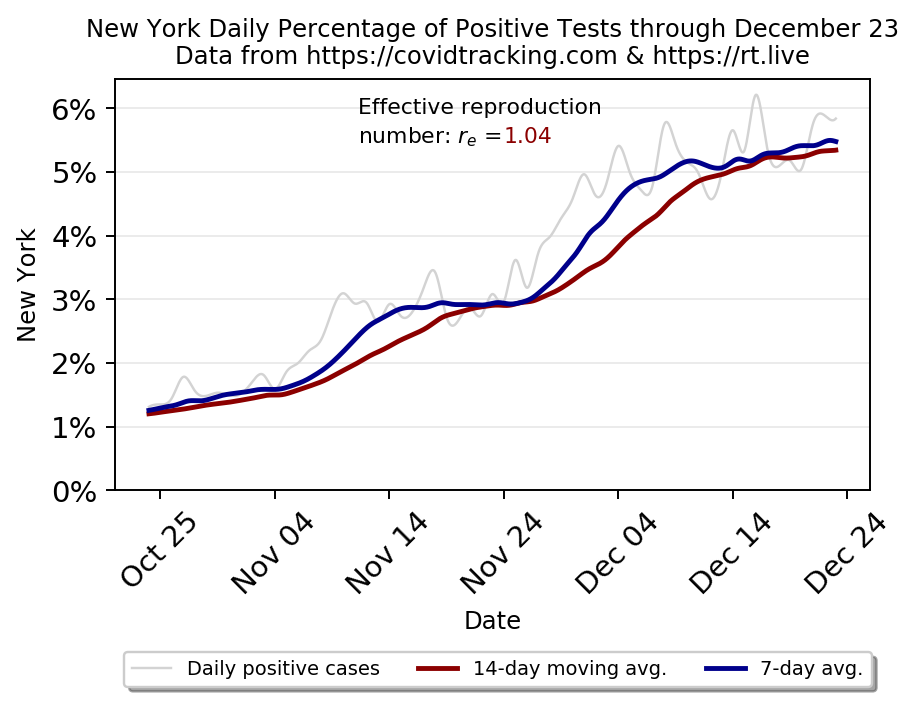 New York Daily Percentage of Positive Tests through December 23
Data from https://covidtracking.com & https://rt.live
Effective reproduction
number: rₑ =1.04
6%
5%
4%
3%
2%
1%
0%
New York
Oct 25
Nov 04
Nov 14
Nov 24
Dec 04
Dec 14
Dec 24
Date
Daily positive cases
14-day moving avg.
7-day avg.